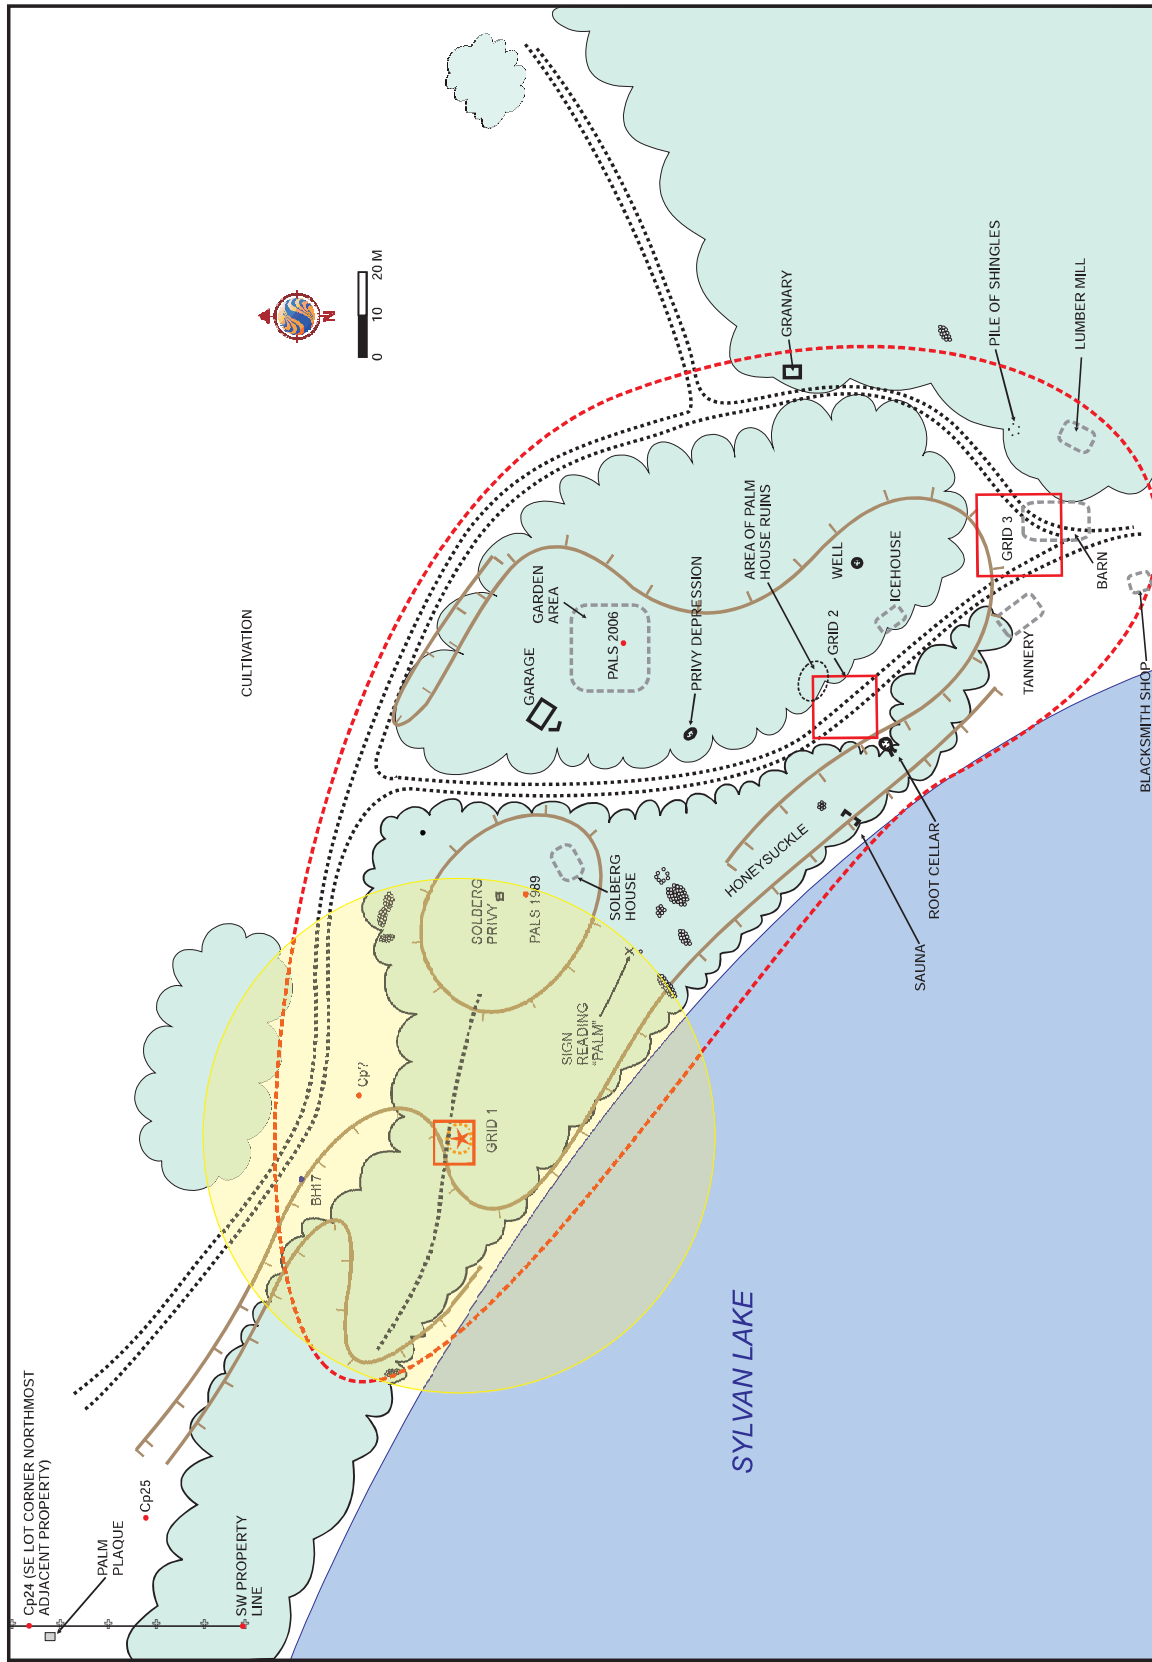 Cp24 (SE LOT CORNER NORTHMOST
ADJACENT PROPERTY)
PALM
PLAQUE
Cp25
SW PROPERTY
LINE
CULTIVATION
N
0 10 20 M
BH17
Cp??
GRID 1
SOLBERG
PRIVY
PALS 1989
SIGN
READING
"PALM"
SOLBERG
HOUSE
GARAGE
GARDEN
AREA
PALS 2006
PRIVY DEPRESSION
AREA OF PALM
HOUSE RUINS
GRID 2
WELL
ICEHOUSE
GRANARY
PILE OF SHINGLES
LUMBER MILL
GRID 3
BARN
TANNERY
BLACKSMITH SHOP
HONEYSUCKLE
ROOT CELLAR
SAUNA
SYLVAN LAKE